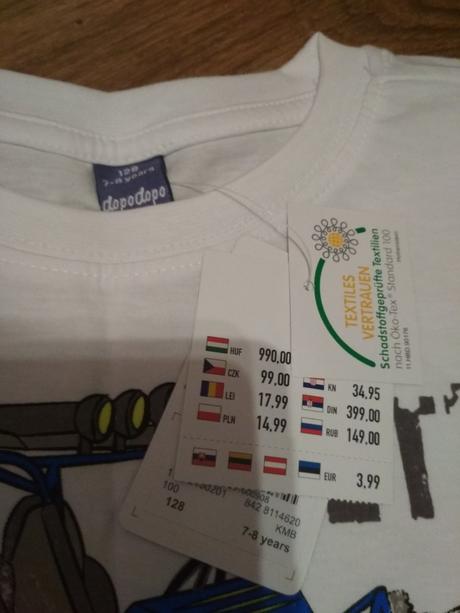 128
7-8 years
dopodopo
TEXTILES
VERTRAUEN
Schadstoffgeprüfte Textilien
nach Öko-Tex Standard 100
HUF 990,00
CZK 99,00
LEI 17,99
PLN 14,99
KN 34,95
DIN 399,00
RUB 149,00
EUR 3.99
842 8114620
100
KMB
128
7-8 years